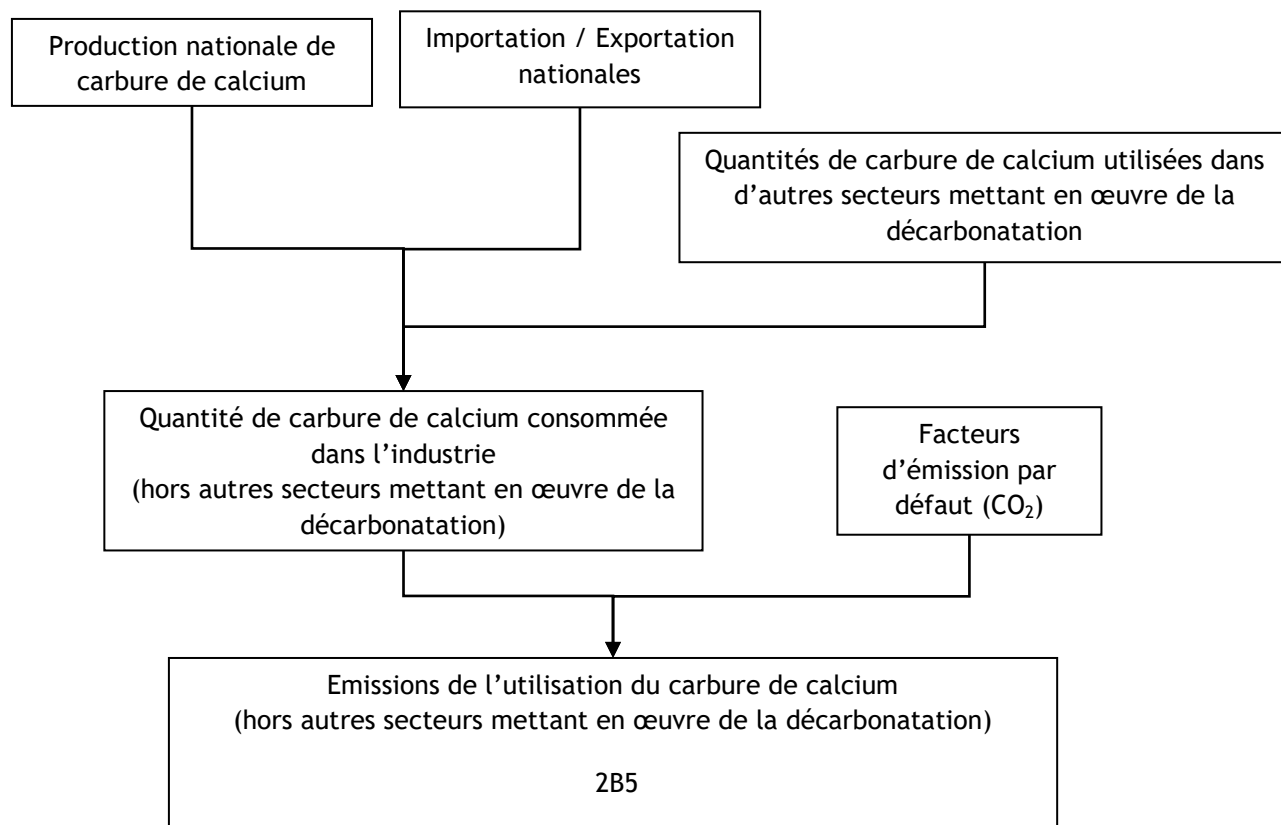 Production nationale de
carbure de calcium
Importation / Exportation
nationales
Quantités de carbure de calcium utilisées dans
d’autres secteurs mettant en œuvre de la
décarbonatation
Quantité de carbure de calcium consommée
dans l’industrie
(hors autres secteurs mettant en œuvre de la
décarbonatation)
Facteurs
d’émission par
défaut (CO₂)
Emissions de l’utilisation du carbure de calcium
(hors autres secteurs mettant en œuvre de la décarbonatation)
2B5